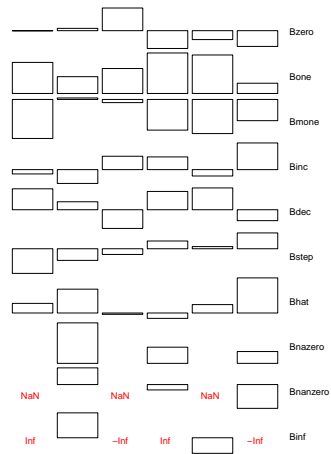 Bzero
Bone
Bmone
Binc
Bdec
Bstep
Bhat
Bnazero
Bnanzero
NaN NaN NaN
Binf
Inf −Inf Inf −Inf